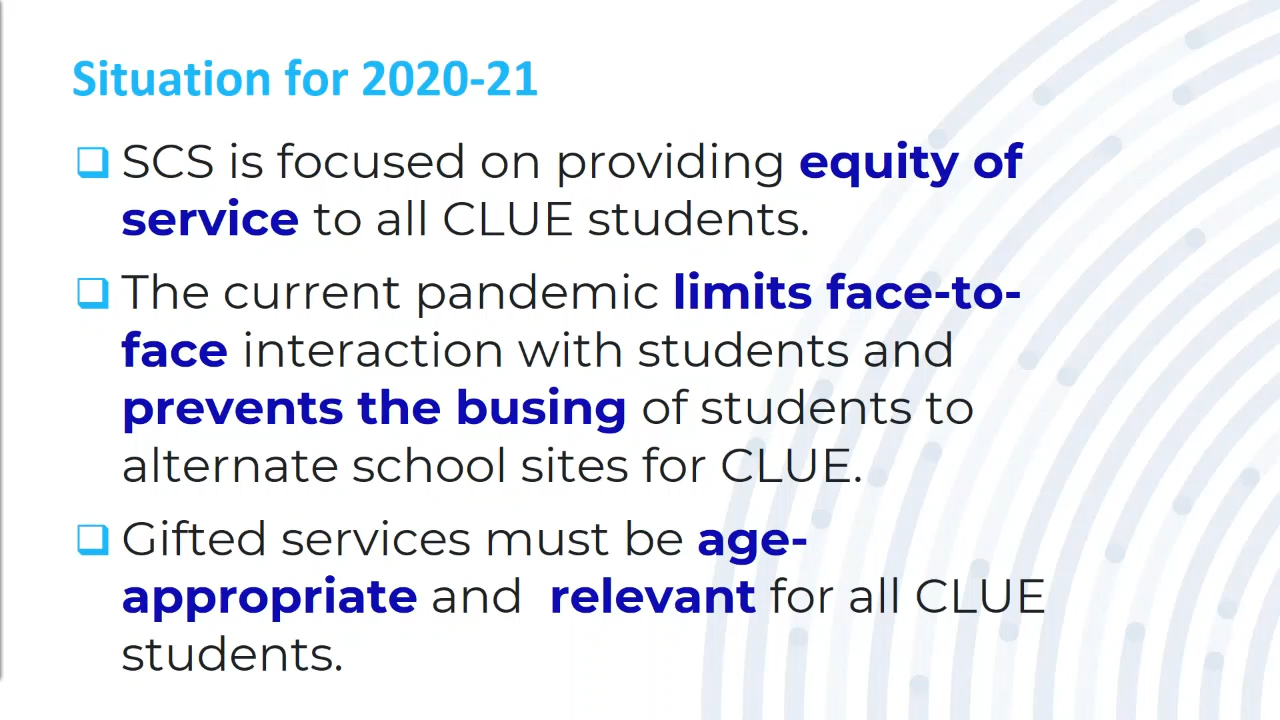 Situation for 2020-21
❑ SCS is focused on providing equity of
service to all CLUE students.
❑ The current pandemic limits face-to-
face interaction with students and
prevents the busing of students to
alternate school sites for CLUE.
❑ Gifted services must be age-
appropriate and  relevant for all CLUE
students.